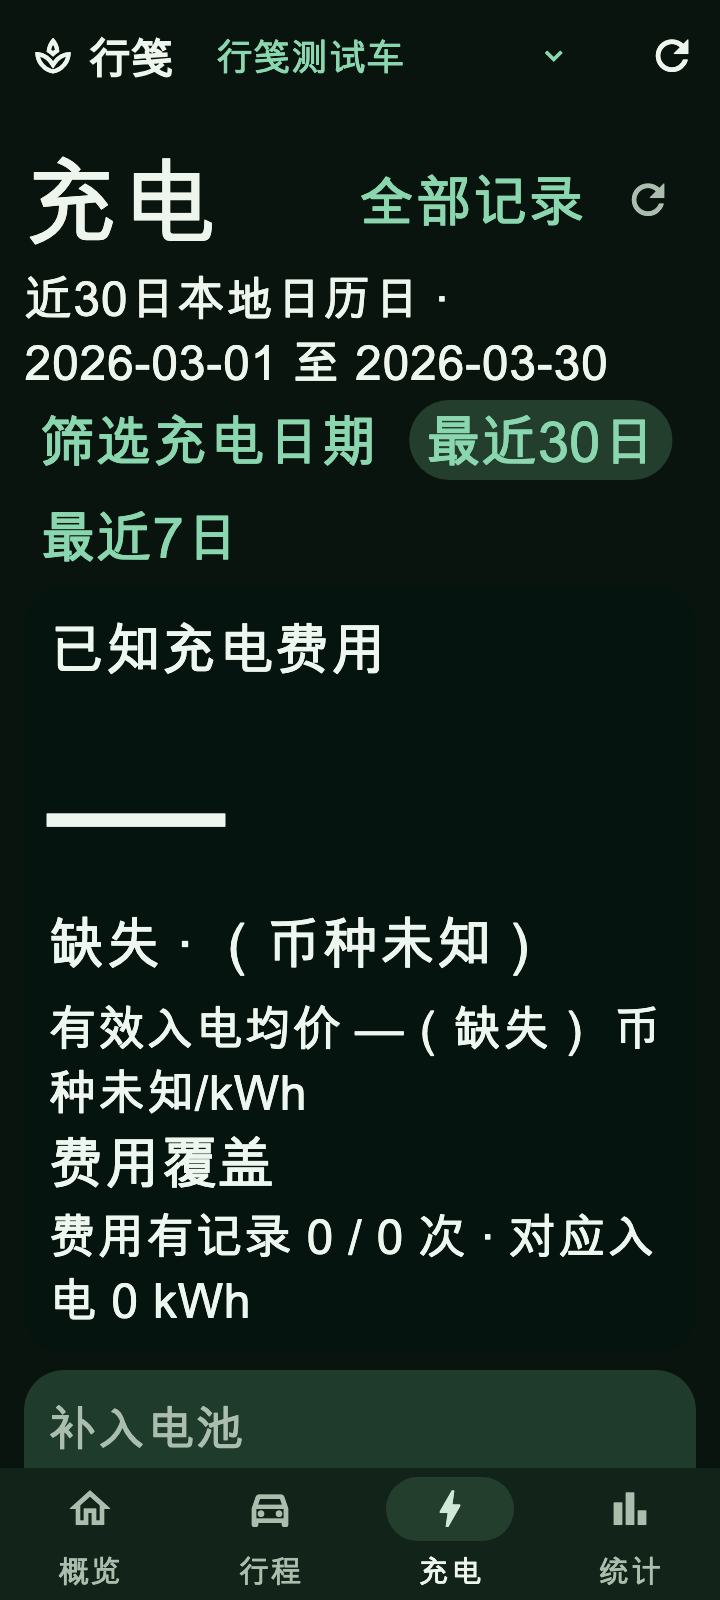 行笺 行笺测试车
充电 全部记录
近30日本地日历日 ·
2026-03-01 至 2026-03-30
筛选充电日期 最近30日
最近7日
已知充电费用
—
缺失 · ( 币种未知 )
有效入电均价 — ( 缺失 ) 币
种未知/kWh
费用覆盖
费用有记录 0 / 0 次 · 对应入
电 0 kWh
补入电池
概览 行程 充电 统计